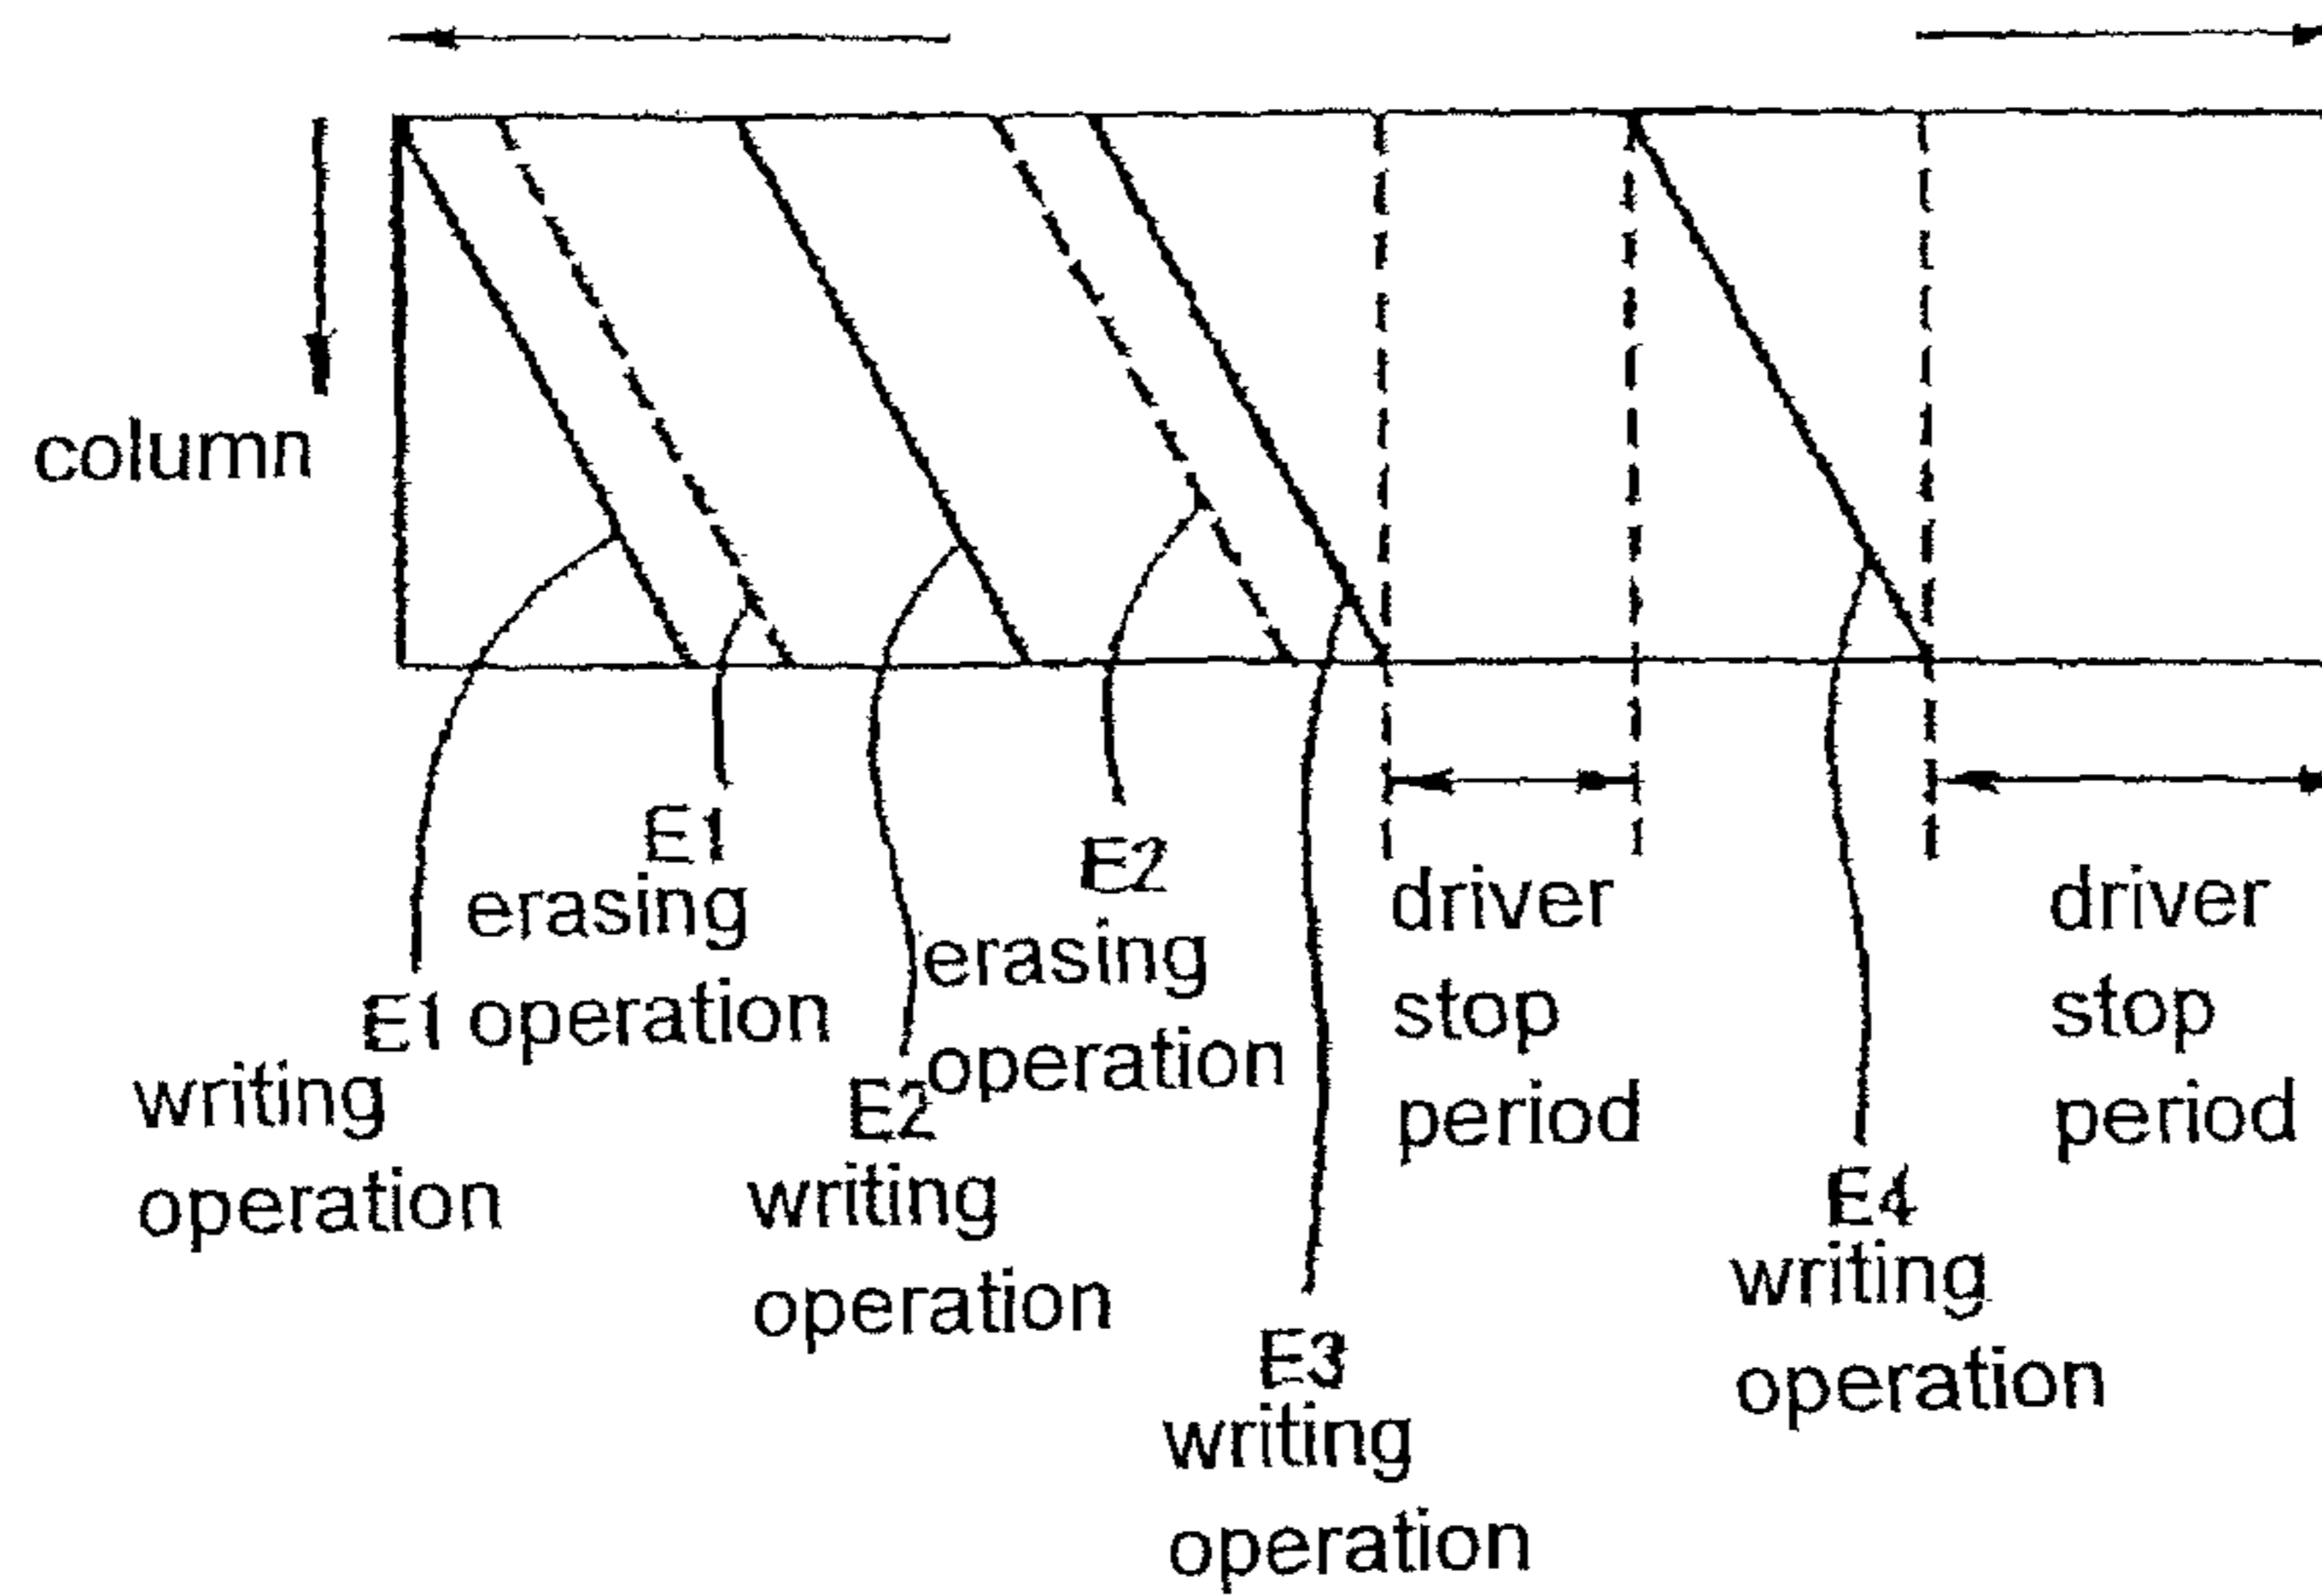 column
E1
erasing
operation
E1
writing
operation
E2
erasing
operation
E2
writing
operation
E3
writing
operation
driver
stop
period
E4
writing
operation
driver
stop
period